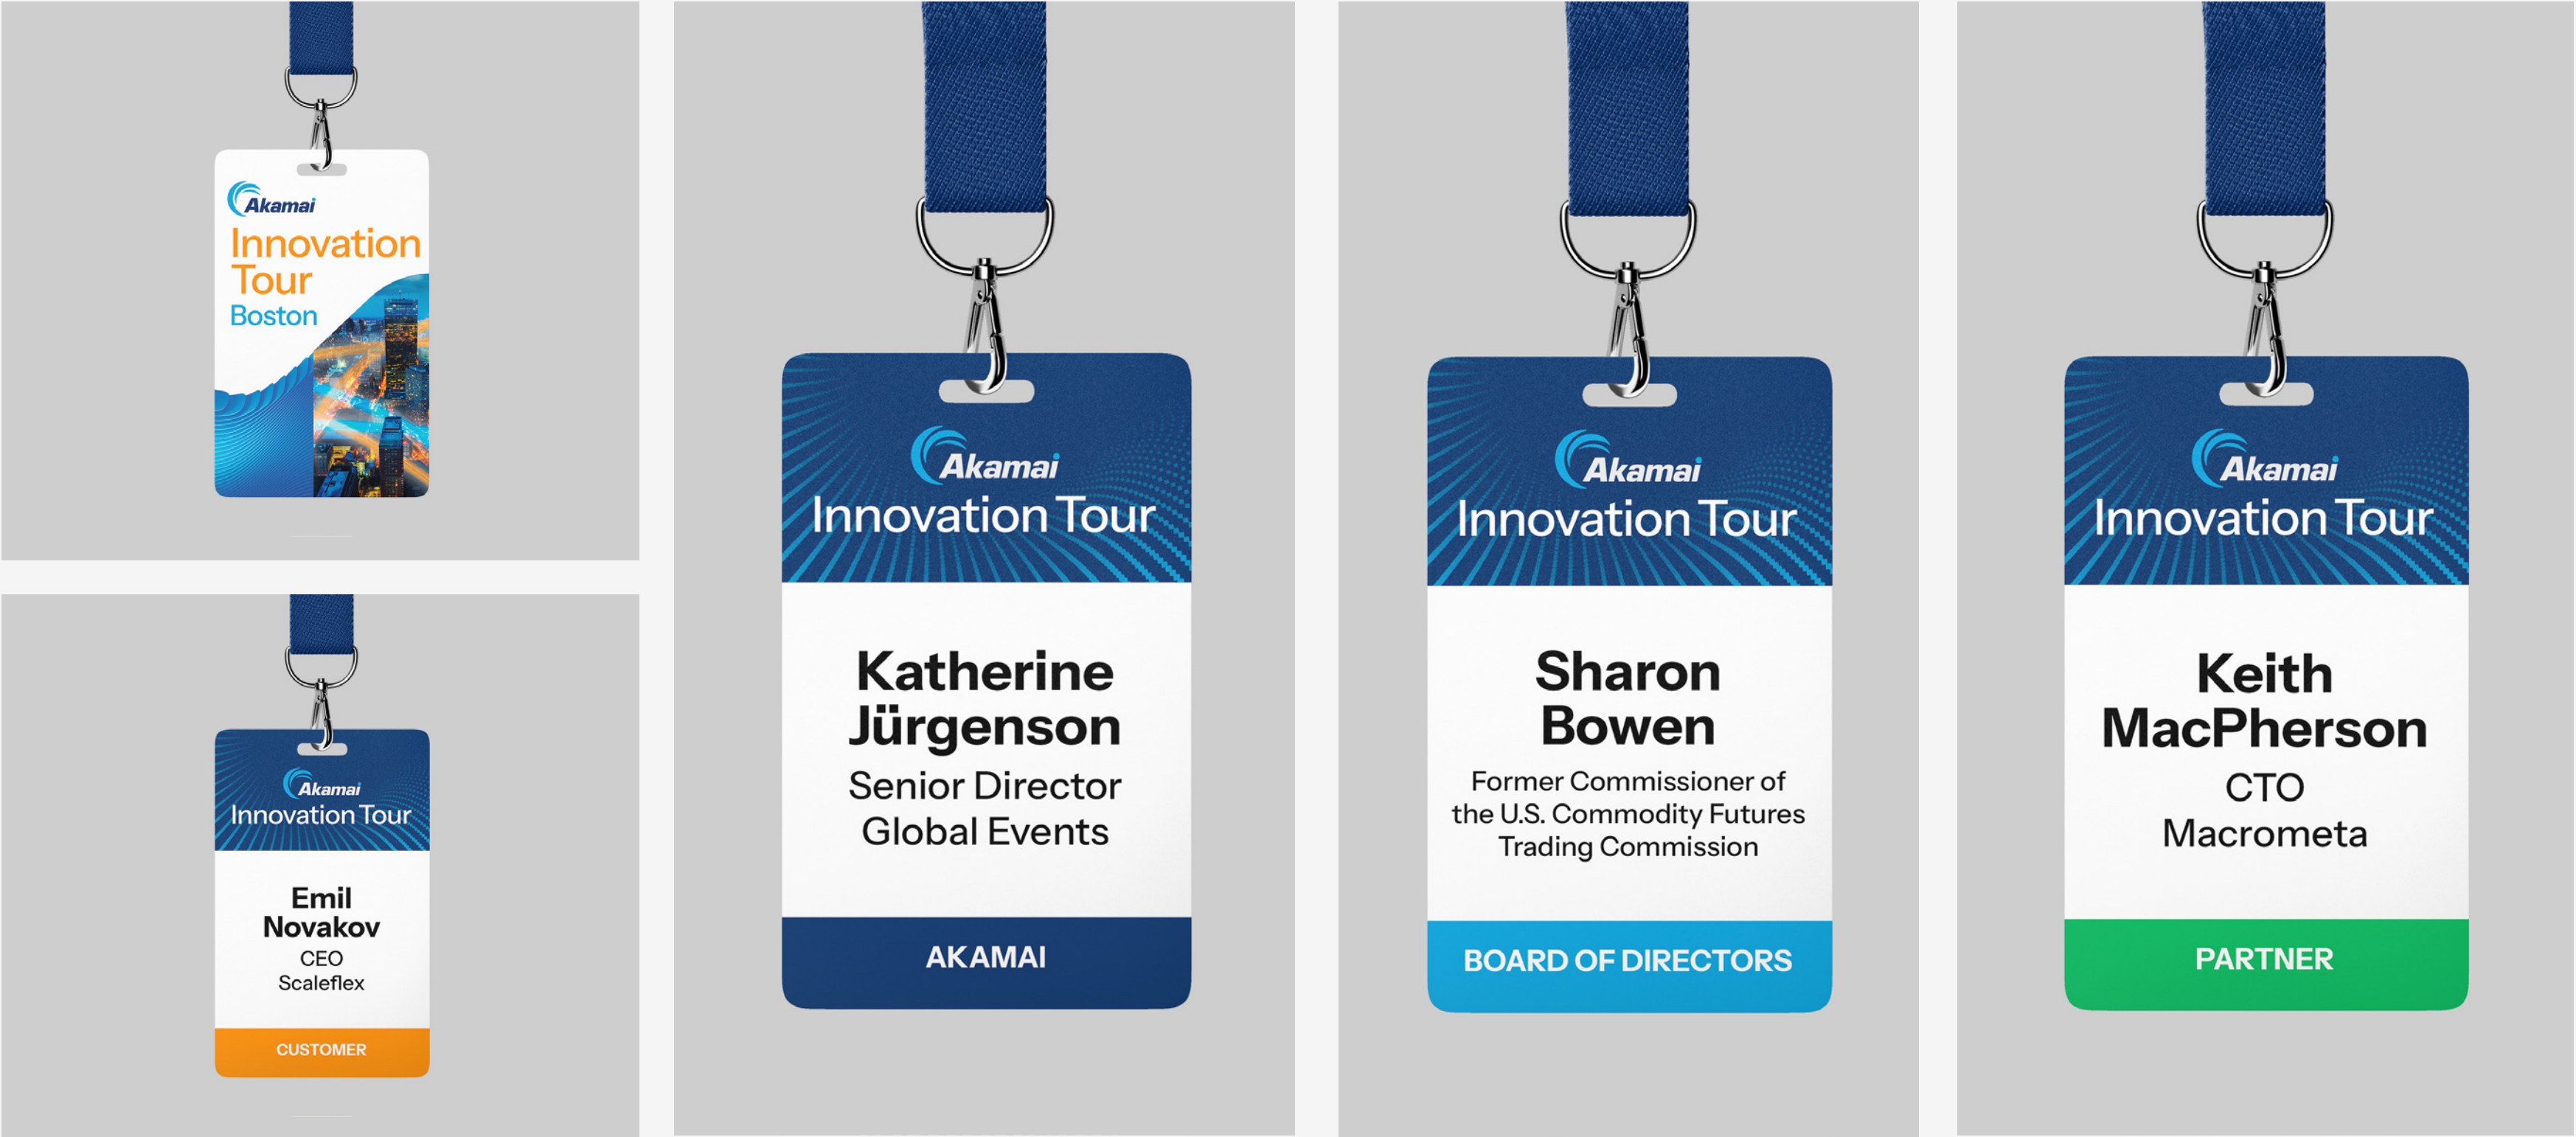 Akamai
Innovation
Tour
Boston
Akamai
Innovation Tour
Emil
Novakov
CEO
Scaleflex
CUSTOMER
Akamai
Innovation Tour
Katherine
Jürgenson
Senior Director
Global Events
AKAMAI
Akamai
Innovation Tour
Sharon
Bowen
Former Commissioner of
the U.S. Commodity Futures
Trading Commission
BOARD OF DIRECTORS
Akamai
Innovation Tour
Keith
MacPherson
CTO
Macrometa
PARTNER